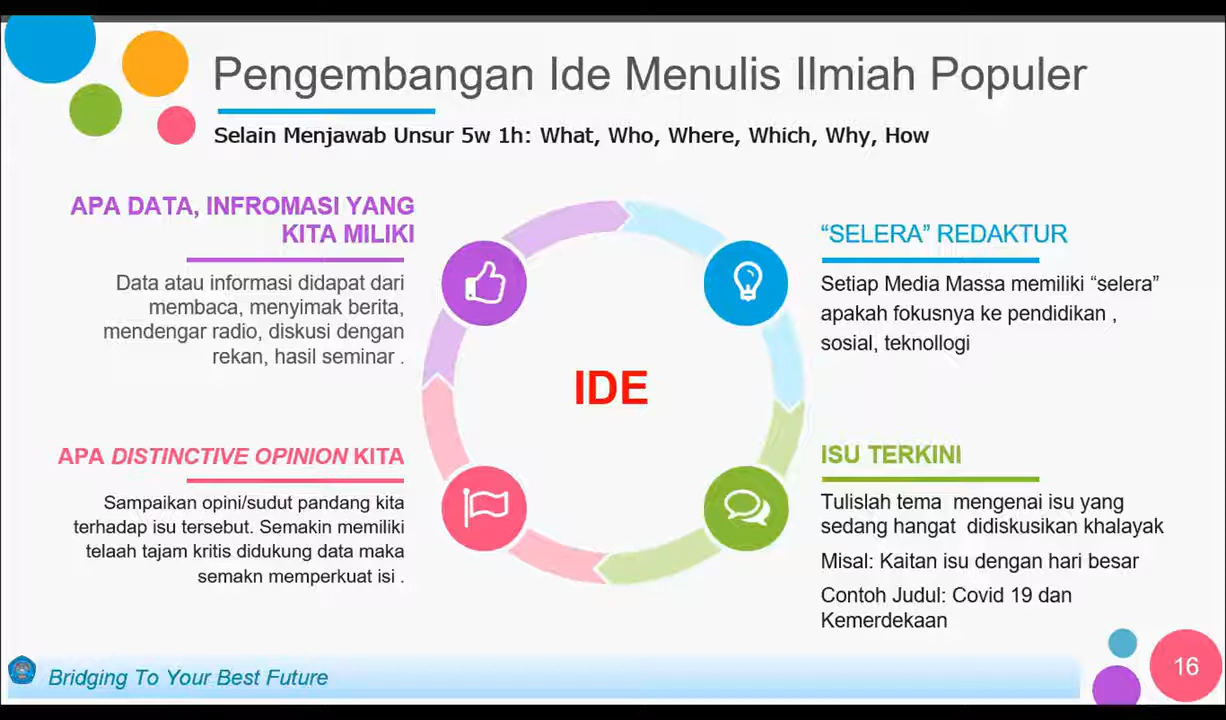 Pengembangan Ide Menulis Ilmiah Populer
Selain Menjawab Unsur 5w 1h: What, Who, Where, Which, Why, How
APA DATA, INFROMASI YANG
KITA MILIKI
Data atau informasi didapat dari
membaca, menyimak berita,
mendengar radio, diskusi dengan
rekan, hasil seminar .
"SELERA" REDAKTUR
Setiap Media Massa memiliki "selera"
apakah fokusnya ke pendidikan ,
sosial, teknollogi
IDE
APA DISTINCTIVE OPINION KITA
Sampaikan opini/sudut pandang kita
terhadap isu tersebut. Semakin memiliki
telaah tajam kritis didukung data maka
semakn memperkuat isi .
ISU TERKINI
Tulislah tema  mengenai isu yang
sedang hangat  didiskusikan khalayak
Misal: Kaitan isu dengan hari besar
Contoh Judul: Covid 19 dan
Kemerdekaan
Bridging To Your Best Future
16